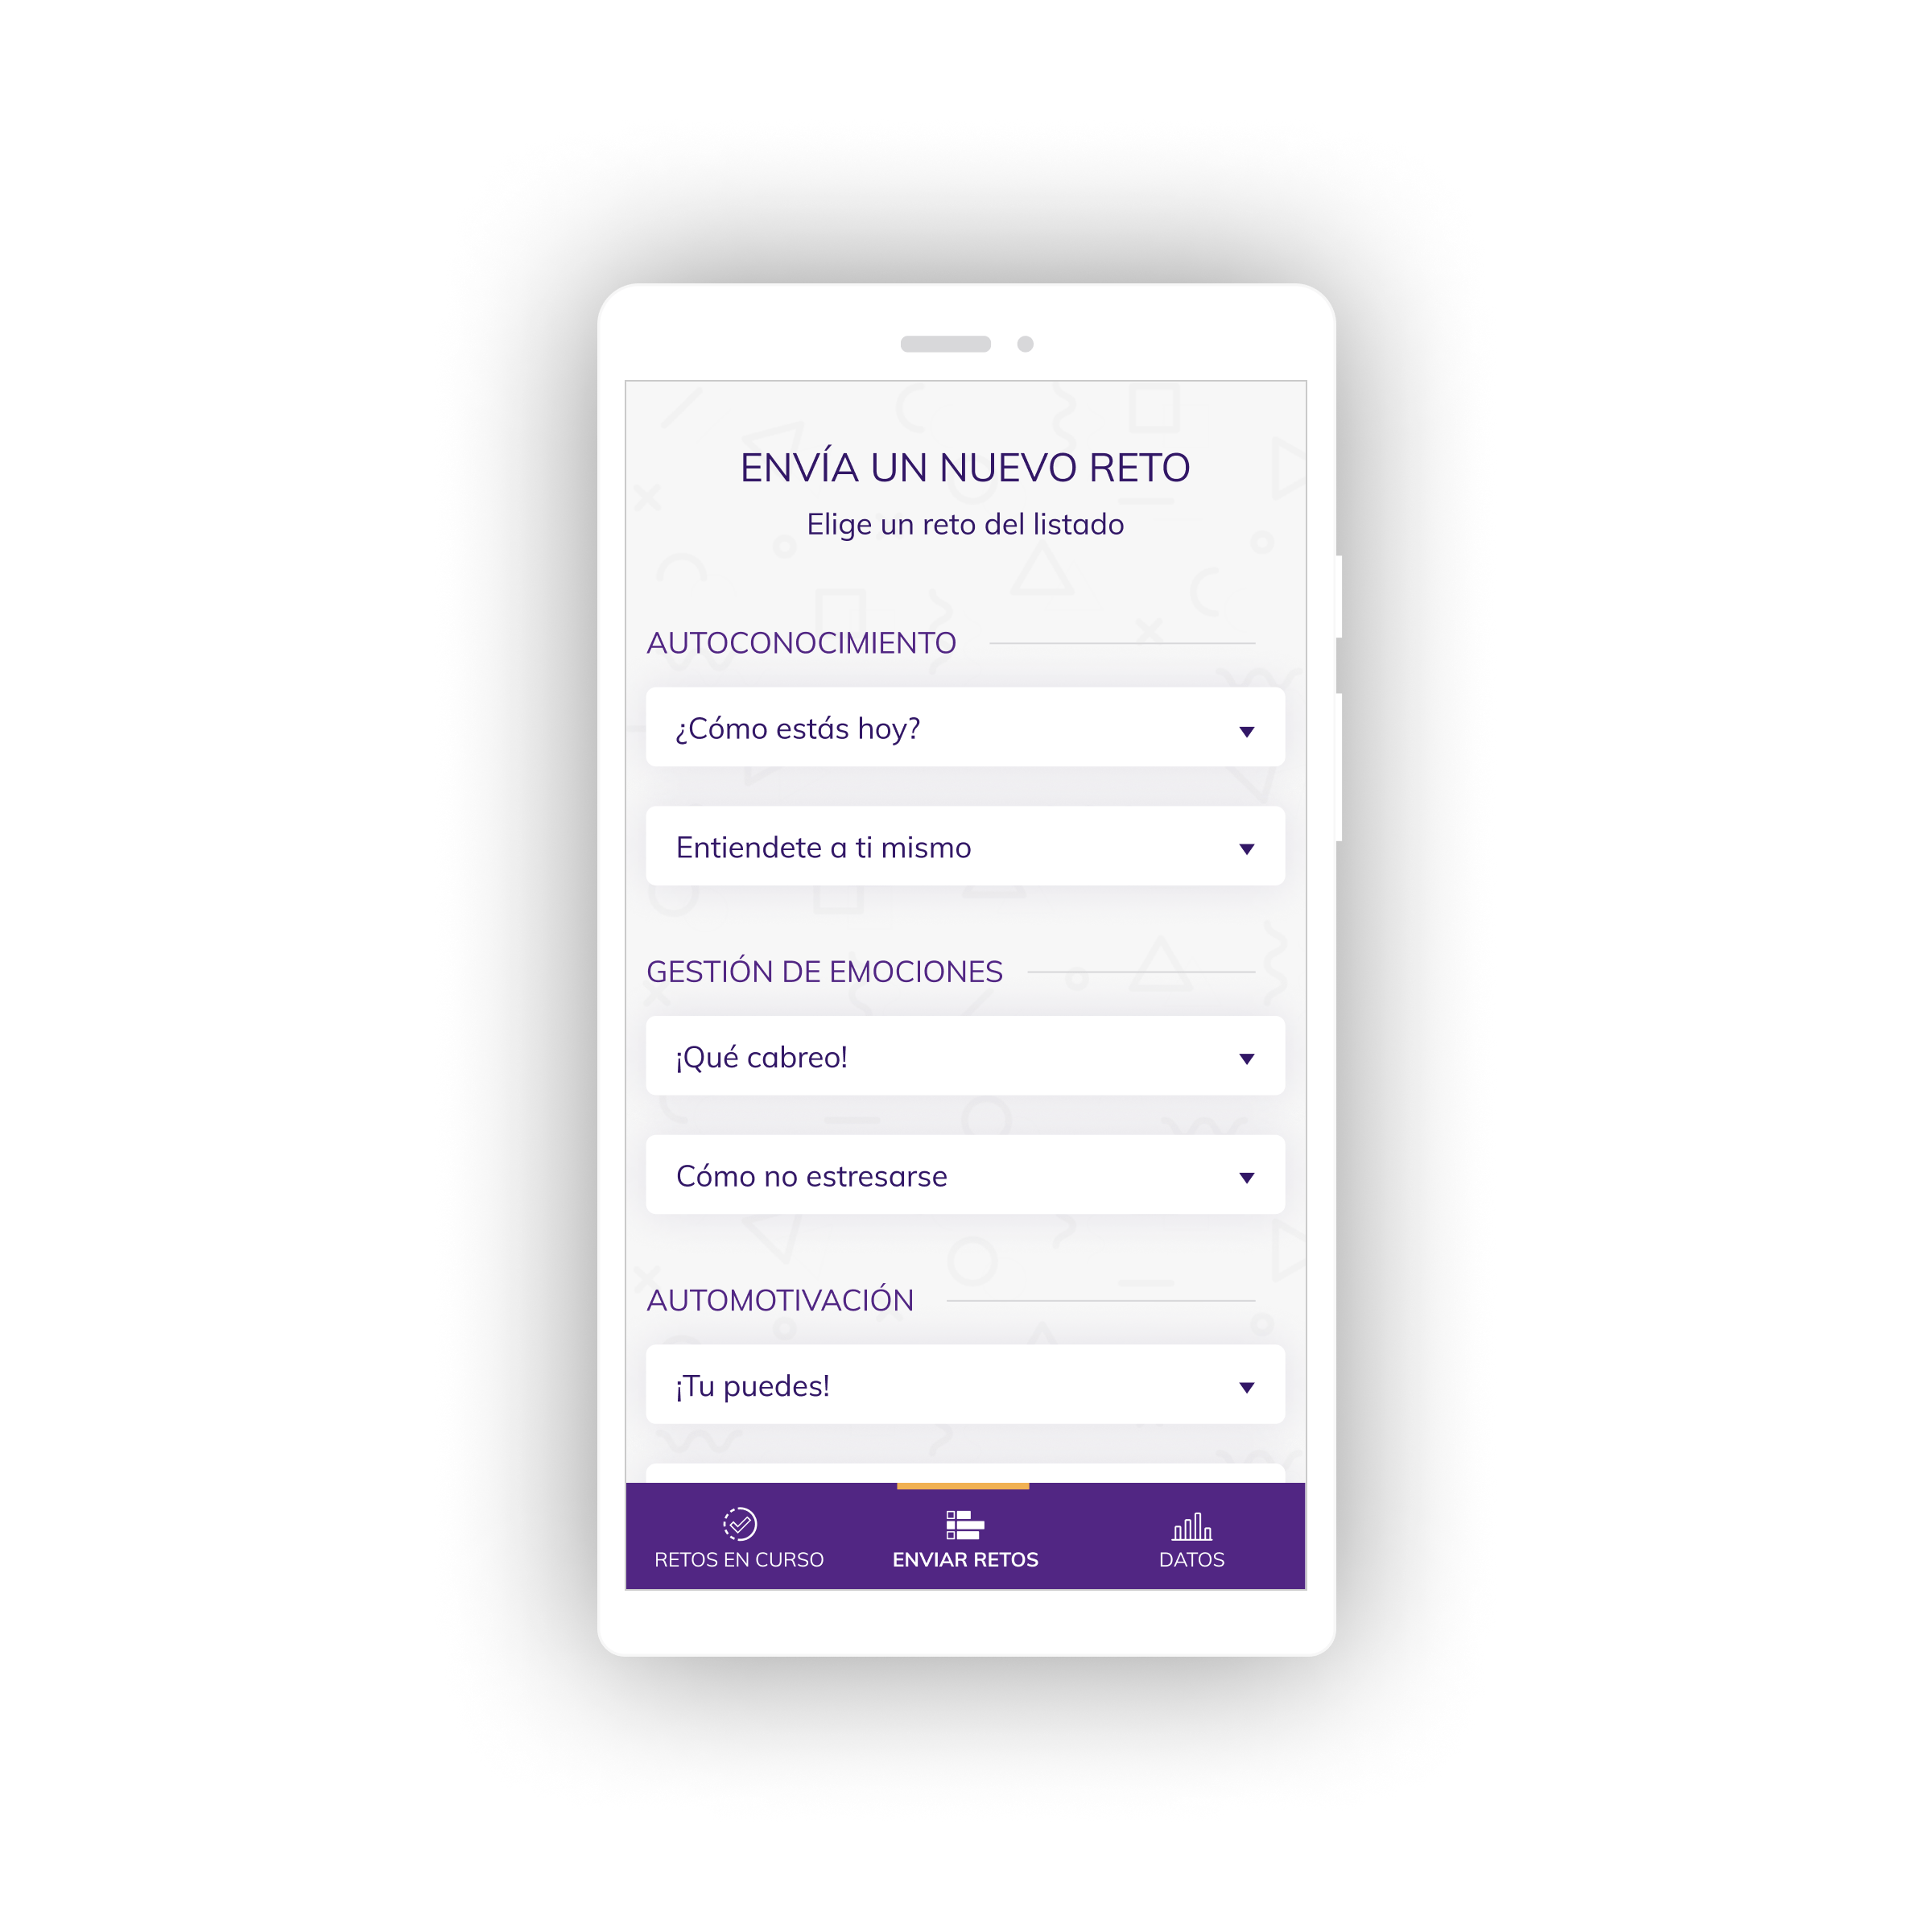 ENVÍA UN NUEVO RETO
Elige un reto del listado
AUTOCONOCIMIENTO
¿Cómo estás hoy?
Entiendete a ti mismo
GESTIÓN DE EMOCIONES
¡Qué cabreo!
Cómo no estresarse
AUTOMOTIVACIÓN
¡Tu puedes!
RETOS EN CURSO
ENVIAR RETOS
DATOS